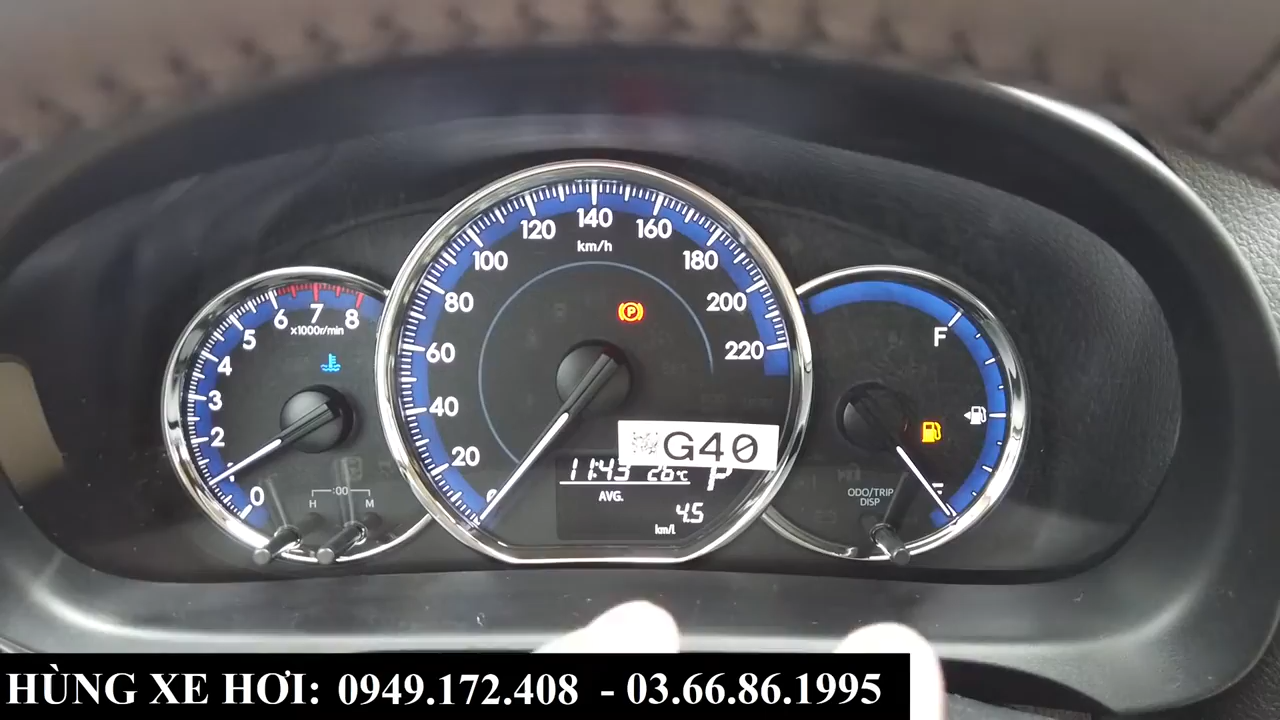 120 140 160
km/h
100 180
80 200
60 220
40
20
6 7 8
x1000r/min
5
4
3
2
0
:00
H M
F
G40
11:43 26°C P
AVG.
4.5
km/L
ODO/TRIP
DISP
HÙNG XE HƠI: 0949.172.408 - 03.66.86.1995